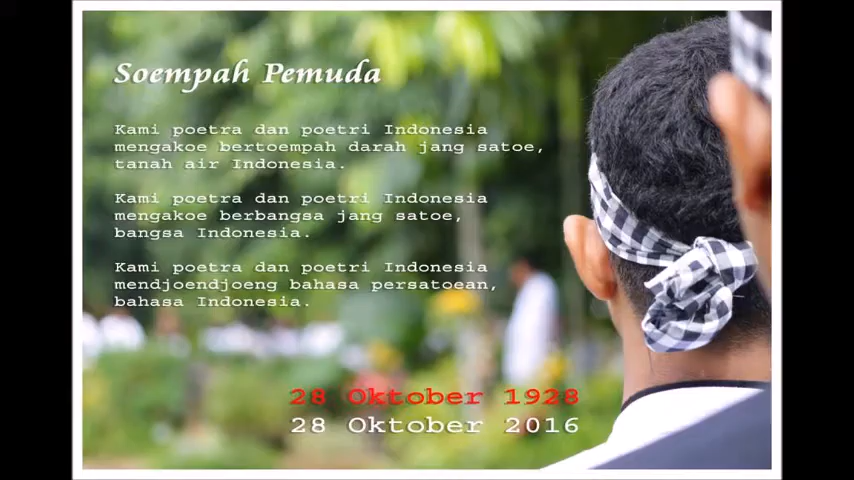 Soempah Pemuda
Kami poetra dan poetri Indonesia
mengakoe bertoempah darah jang satoe,
tanah air Indonesia.
Kami poetra dan poetri Indonesia
mengakoe berbangsa jang satoe,
bangsa Indonesia.
Kami poetra dan poetri Indonesia
mendjoendjoeng bahasa persatoean,
bahasa Indonesia.
28 Oktober 1928
28 Oktober 2016